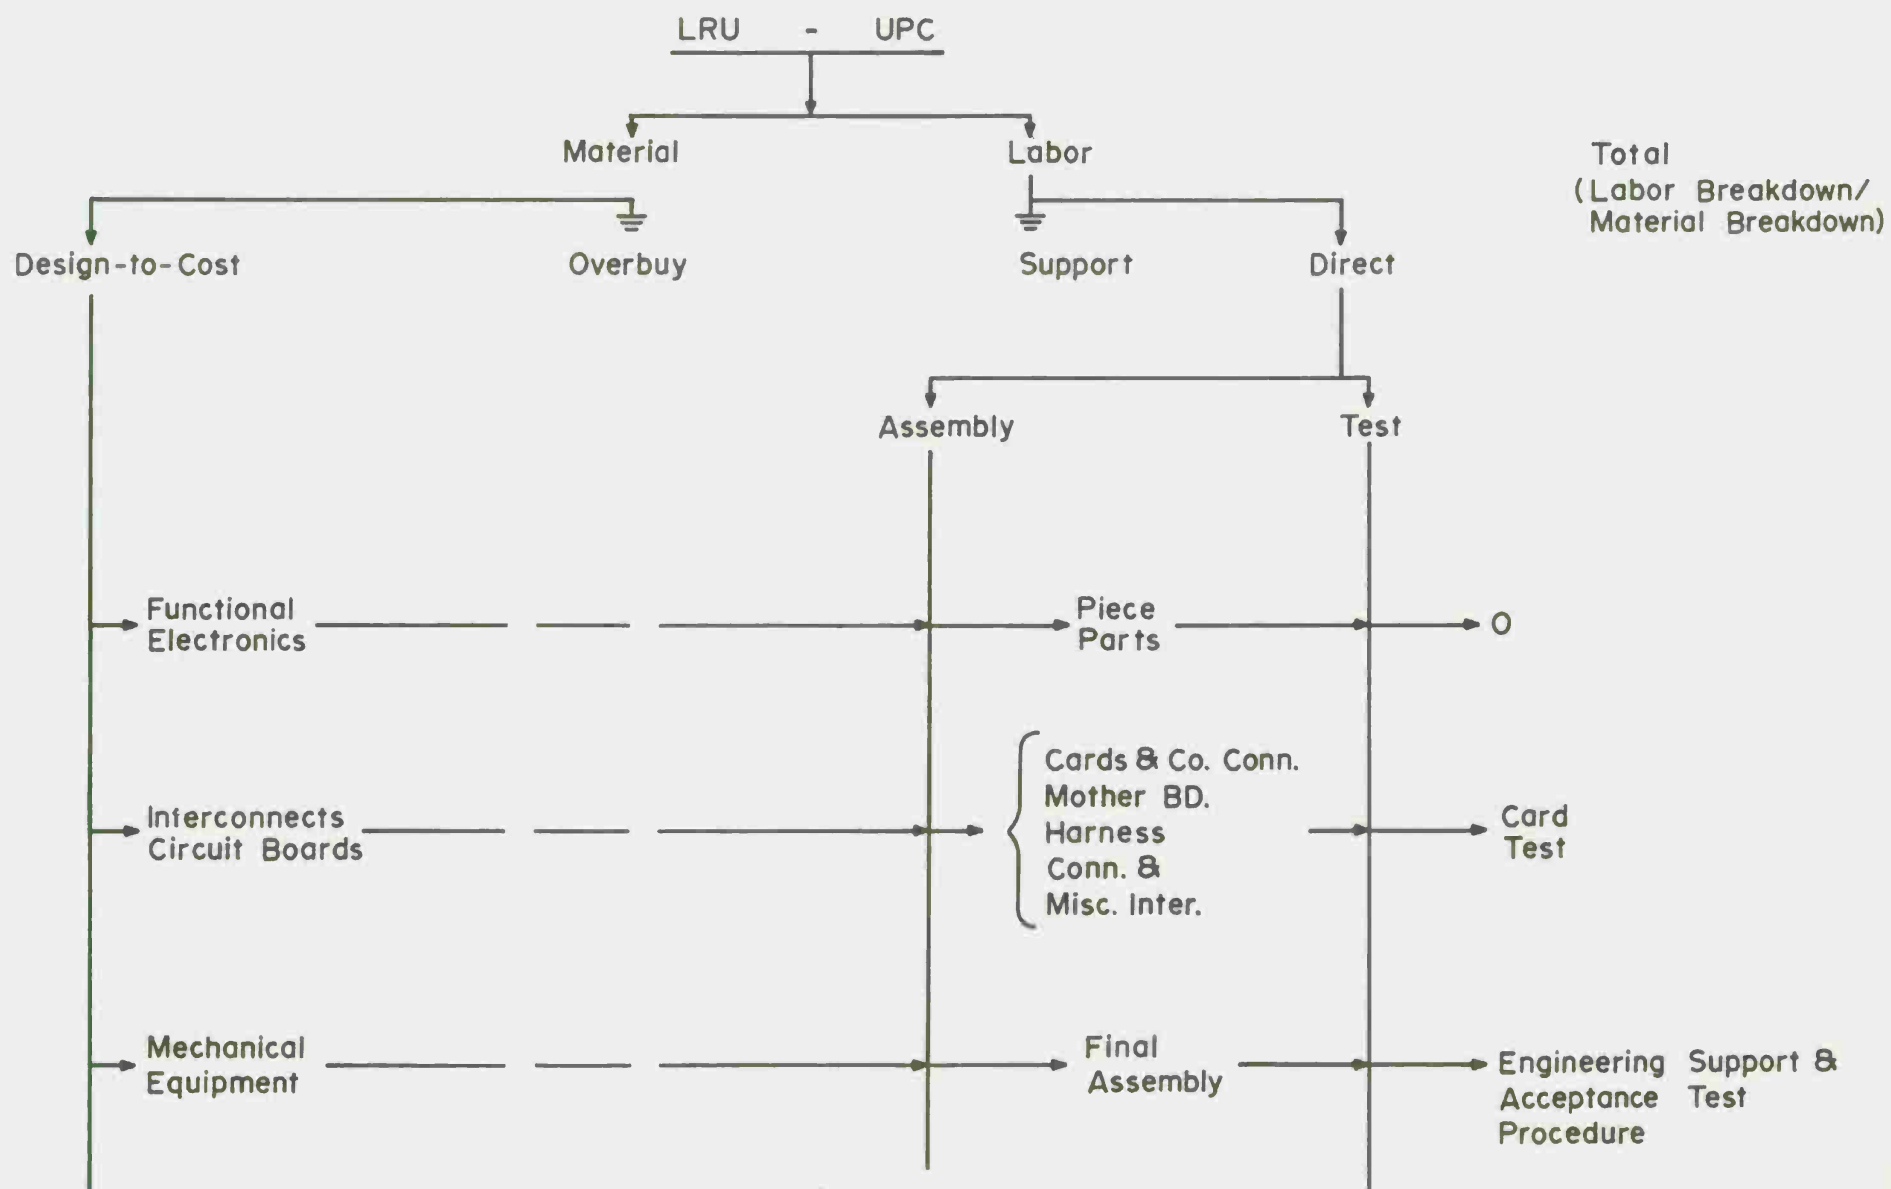 LRU - UPC
Material
Labor
Total
(Labor Breakdown/
Material Breakdown)
Design-to-Cost
Overbuy
Support
Direct
Assembly
Test
Functional
Electronics
Piece
Parts
O
Interconnects
Circuit Boards
Cards & Co. Conn.
Mother BD.
Harness
Conn. &
Misc. Inter.
Card
Test
Mechanical
Equipment
Final
Assembly
Engineering Support &
Acceptance Test
Procedure